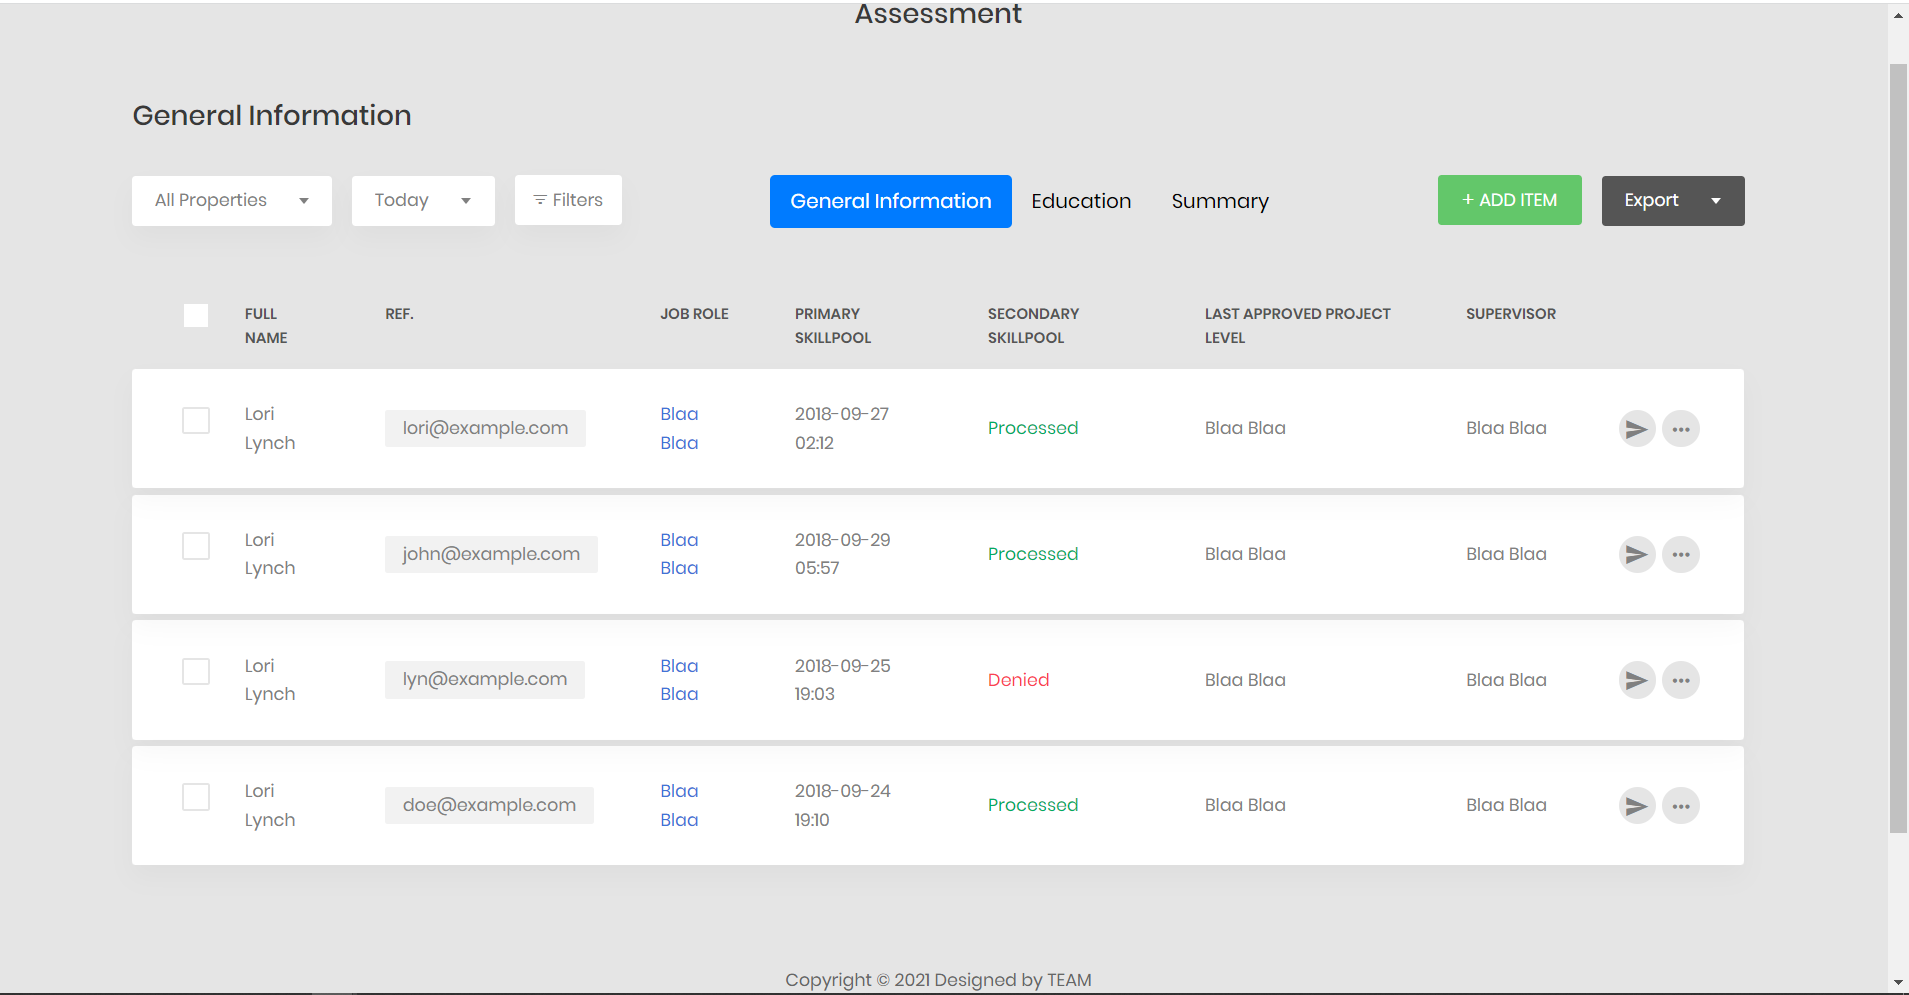 Assessment
General Information
All Properties
Today
Filters
General Information
Education
Summary
+ ADD ITEM
Export
FULL NAME
REF.
JOB ROLE
PRIMARY SKILLPOOL
SECONDARY SKILLPOOL
LAST APPROVED PROJECT LEVEL
SUPERVISOR
Lori Lynch
lori@example.com
Blaa Blaa
2018-09-27 02:12
Processed
Blaa Blaa
Blaa Blaa
Lori Lynch
john@example.com
Blaa Blaa
2018-09-29 05:57
Processed
Blaa Blaa
Blaa Blaa
Lori Lynch
lyn@example.com
Blaa Blaa
2018-09-25 19:03
Denied
Blaa Blaa
Blaa Blaa
Lori Lynch
doe@example.com
Blaa Blaa
2018-09-24 19:10
Processed
Blaa Blaa
Blaa Blaa
Copyright © 2021 Designed by TEAM